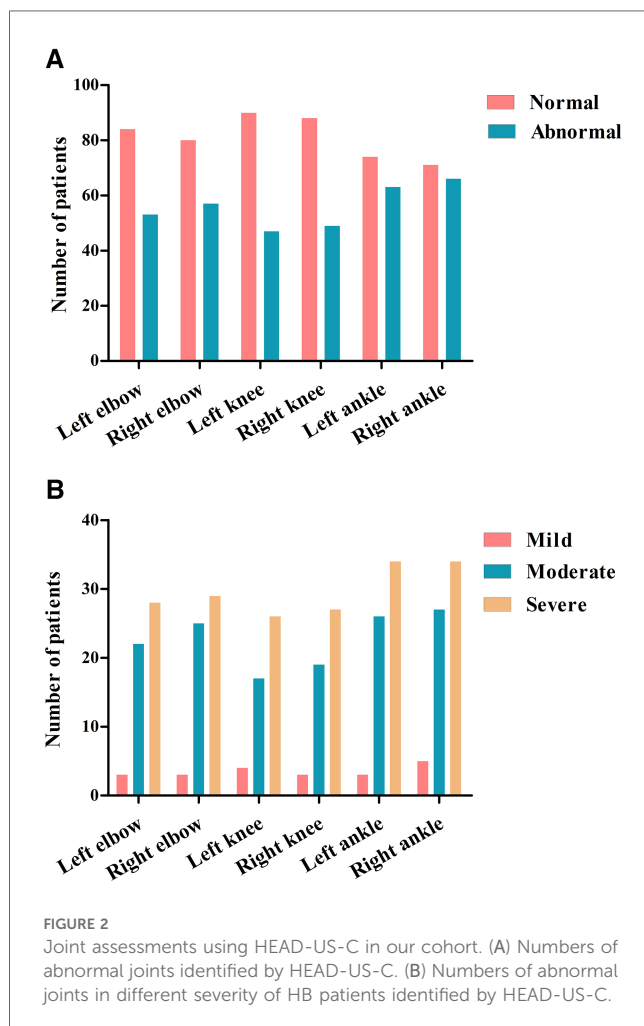 A
Number of patients
100
80
60
40
20
0
Normal
Abnormal
Left elbow
Right elbow
Left knee
Right knee
Left ankle
Right ankle
B
Number of patients
40
30
20
10
0
Mild
Moderate
Severe
Left elbow
Right elbow
Left knee
Right knee
Left ankle
Right ankle
FIGURE 2
Joint assessments using HEAD-US-C in our cohort. (A) Numbers of
abnormal joints identified by HEAD-US-C. (B) Numbers of abnormal
joints in different severity of HB patients identified by HEAD-US-C.